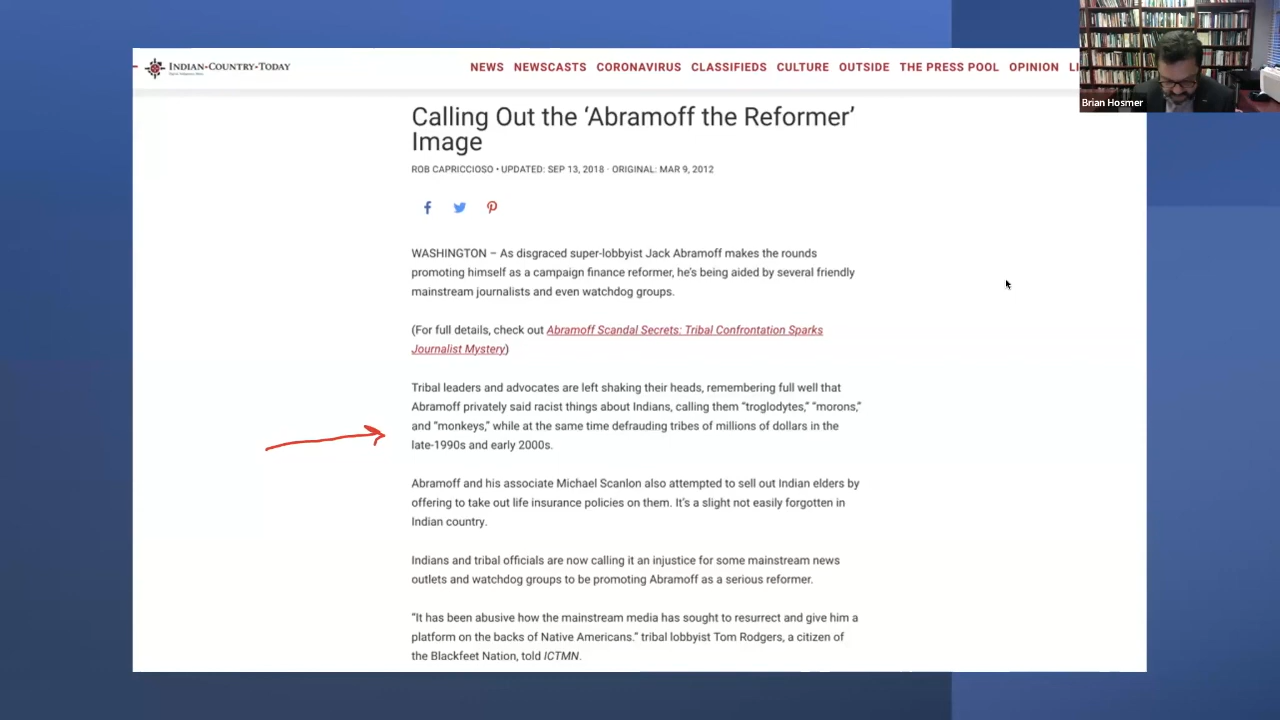 INDIAN•COUNTRY•TODAY
NEWS NEWSCASTS CORONAVIRUS CLASSIFIEDS CULTURE OUTSIDE THE PRESS POOL OPINION LI
Brian Hosmer
Calling Out the ‘Abramoff the Reformer’
Image
ROB CAPRICCIOSO • UPDATED: SEP 13, 2018 · ORIGINAL: MAR 9, 2012
WASHINGTON – As disgraced super-lobbyist Jack Abramoff makes the rounds
promoting himself as a campaign finance reformer, he’s being aided by several friendly
mainstream journalists and even watchdog groups.
(For full details, check out Abramoff Scandal Secrets: Tribal Confrontation Sparks
Journalist Mystery)
Tribal leaders and advocates are left shaking their heads, remembering full well that
Abramoff privately said racist things about Indians, calling them “troglodytes,” “morons,”
and “monkeys,” while at the same time defrauding tribes of millions of dollars in the
late-1990s and early 2000s.
Abramoff and his associate Michael Scanlon also attempted to sell out Indian elders by
offering to take out life insurance policies on them. It’s a slight not easily forgotten in
Indian country.
Indians and tribal officials are now calling it an injustice for some mainstream news
outlets and watchdog groups to be promoting Abramoff as a serious reformer.
“It has been abusive how the mainstream media has sought to resurrect and give him a
platform on the backs of Native Americans.” tribal lobbyist Tom Rodgers, a citizen of
the Blackfeet Nation, told ICTMN.